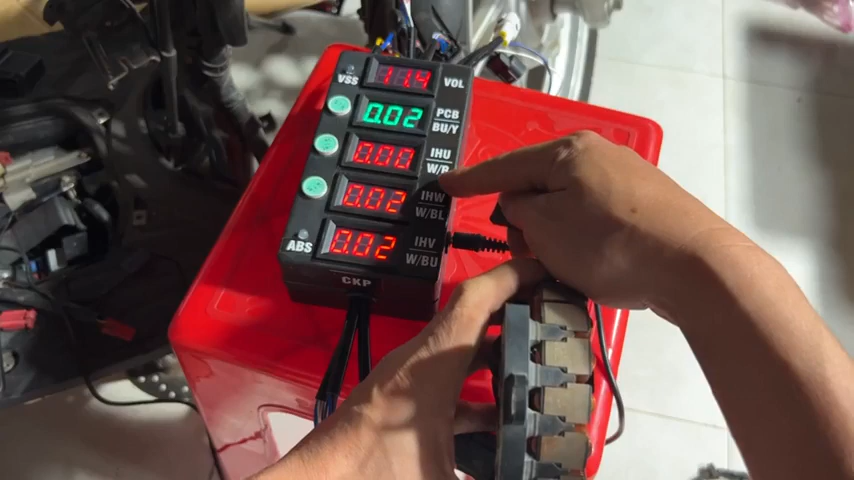 VSS 11.4 VOL
0.02 PCB
BU/Y
0.00 IHU
W/R
0.02 IHW
W/BL
ABS 0.02 IHV
W/BU
CKP